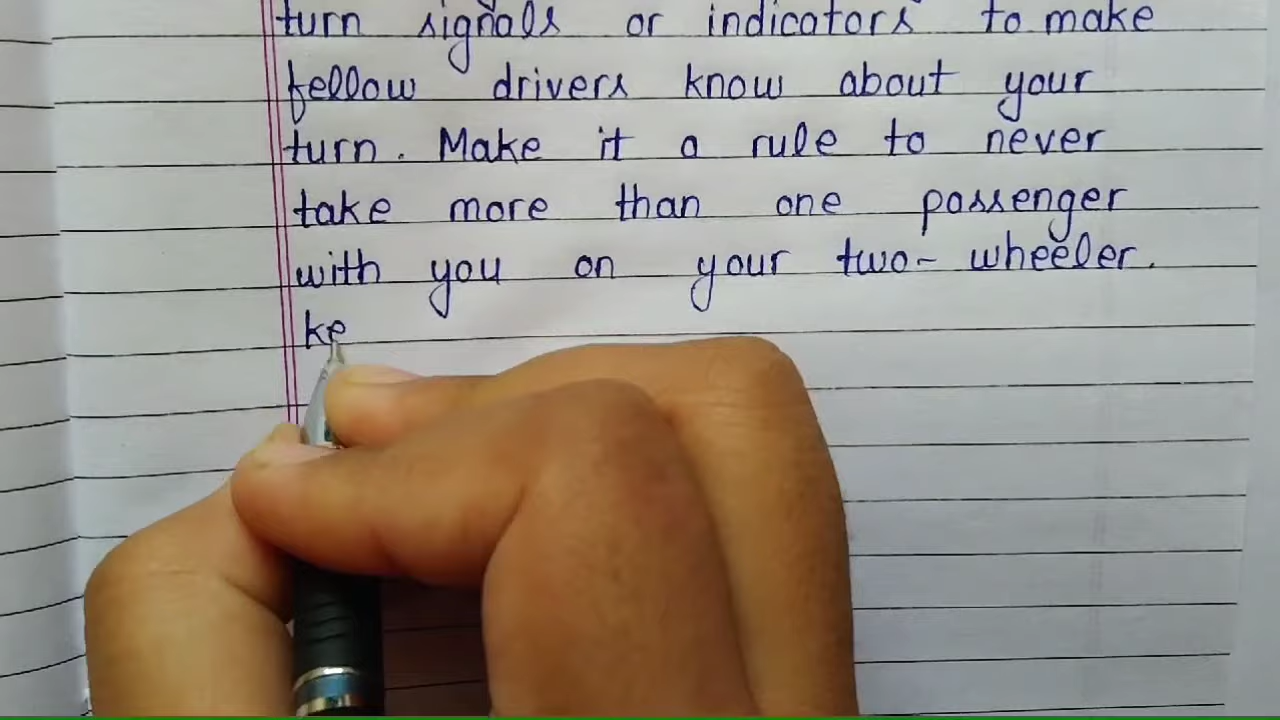 turn signals or indicators to make
fellow drivers know about your
turn. Make it a rule to never
take more than one passenger
with you on your two-wheeler.
ke